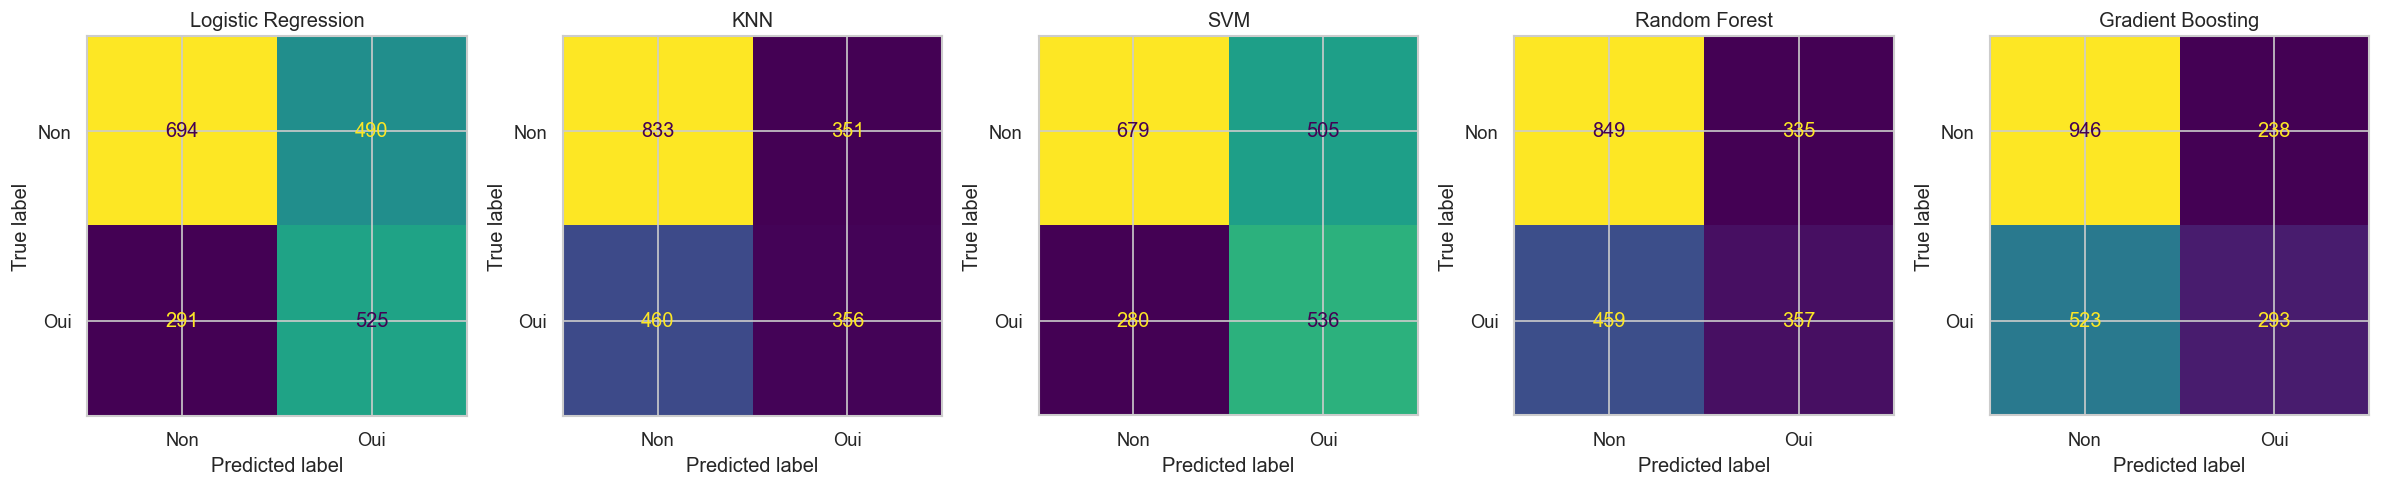 Logistic Regression
True label
Non
694
490
Oui
291
525
Non
Oui
Predicted label
KNN
True label
Non
833
351
Oui
460
356
Non
Oui
Predicted label
SVM
True label
Non
679
505
Oui
280
536
Non
Oui
Predicted label
Random Forest
True label
Non
849
335
Oui
459
357
Non
Oui
Predicted label
Gradient Boosting
True label
Non
946
238
Oui
523
293
Non
Oui
Predicted label